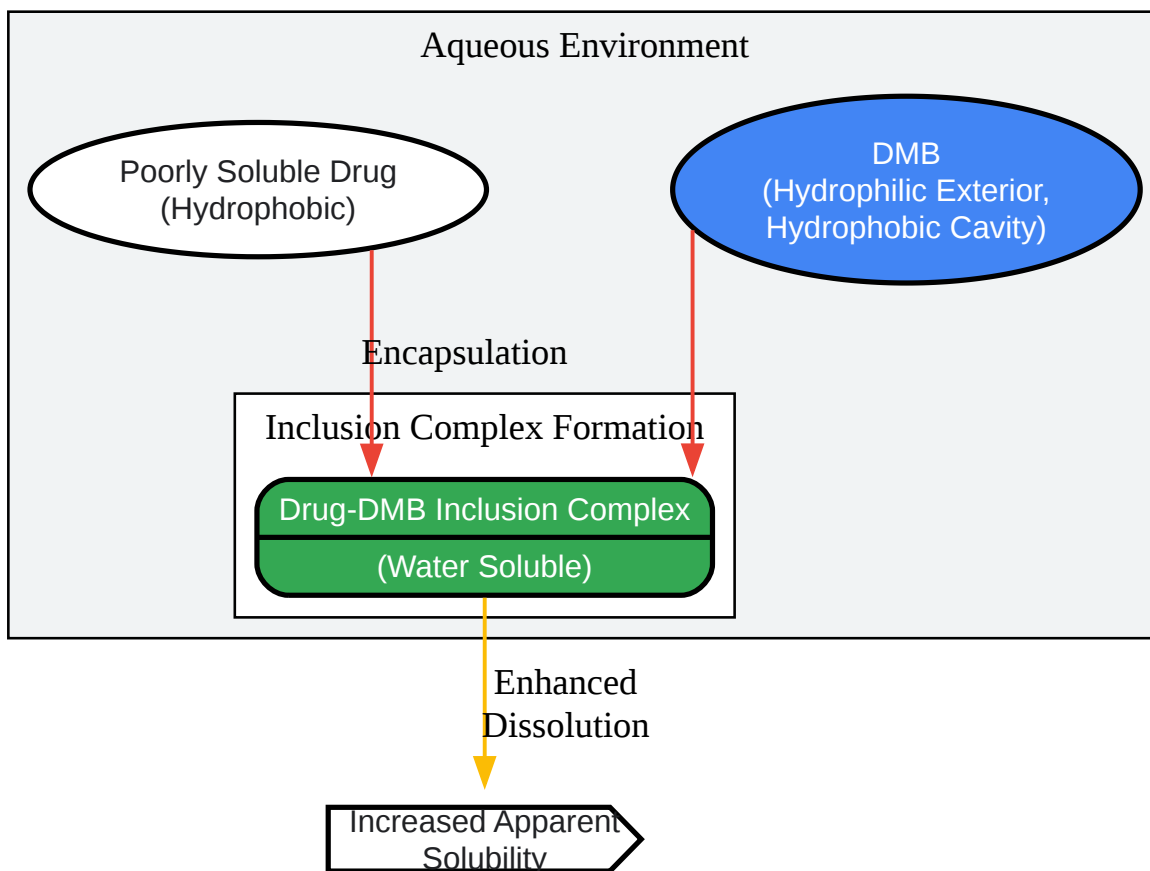 Aqueous Environment
Poorly Soluble Drug
(Hydrophobic)
DMB
(Hydrophilic Exterior,
Hydrophobic Cavity)
Encapsulation
Inclusion Complex Formation
Drug-DMB Inclusion Complex
(Water Soluble)
Enhanced
Dissolution
Increased Apparent
Solubility